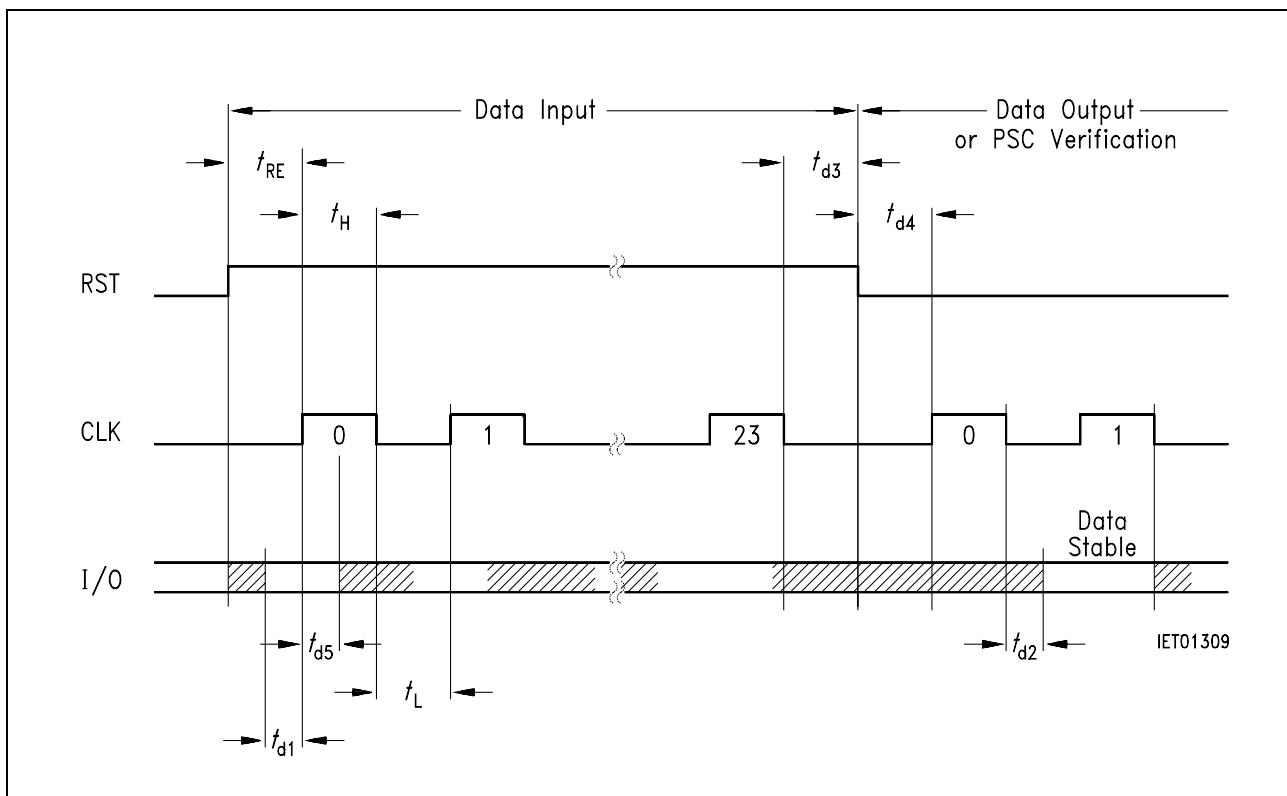 Data Input
Data Output
or PSC Verification
tRE
td3
tH
td4
RST
CLK
0
1
23
0
1
Data
Stable
I/O
td5
td2
IET01309
tL
td1